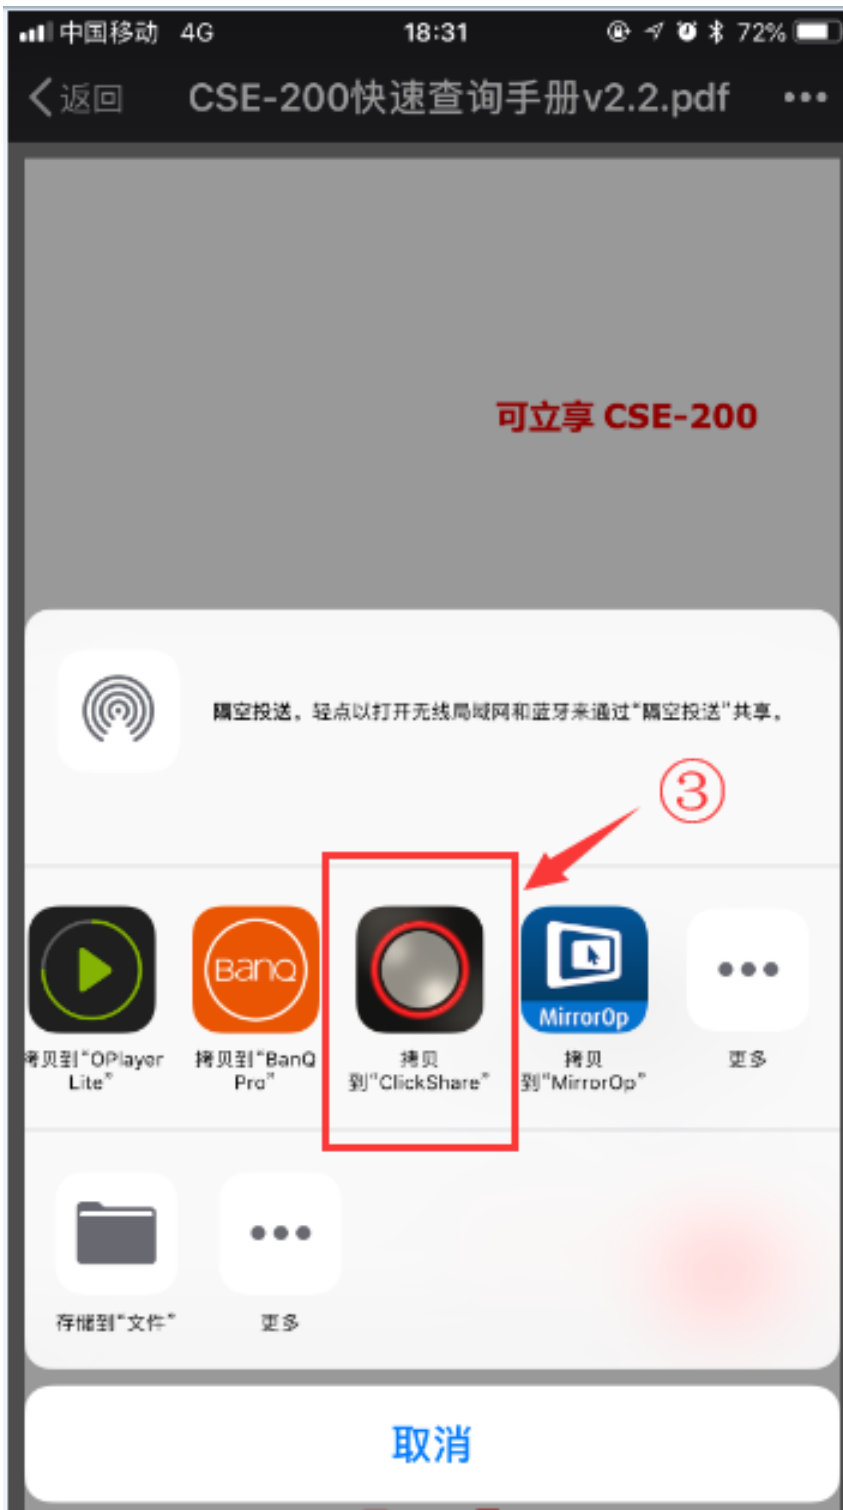 中国移动 4G 18:31 72%
返回 CSE-200快速查询手册v2.2.pdf
可立享 CSE-200
隔空投送。轻点以打开无线局域网和蓝牙来通过“隔空投送”共享。
③
BanQ
MirrorOp
拷贝到“OPlayer
Lite”
拷贝到“BanQ
Pro”
拷贝
到“ClickShare”
拷贝
到“MirrorOp”
更多
存储到“文件”
更多
取消